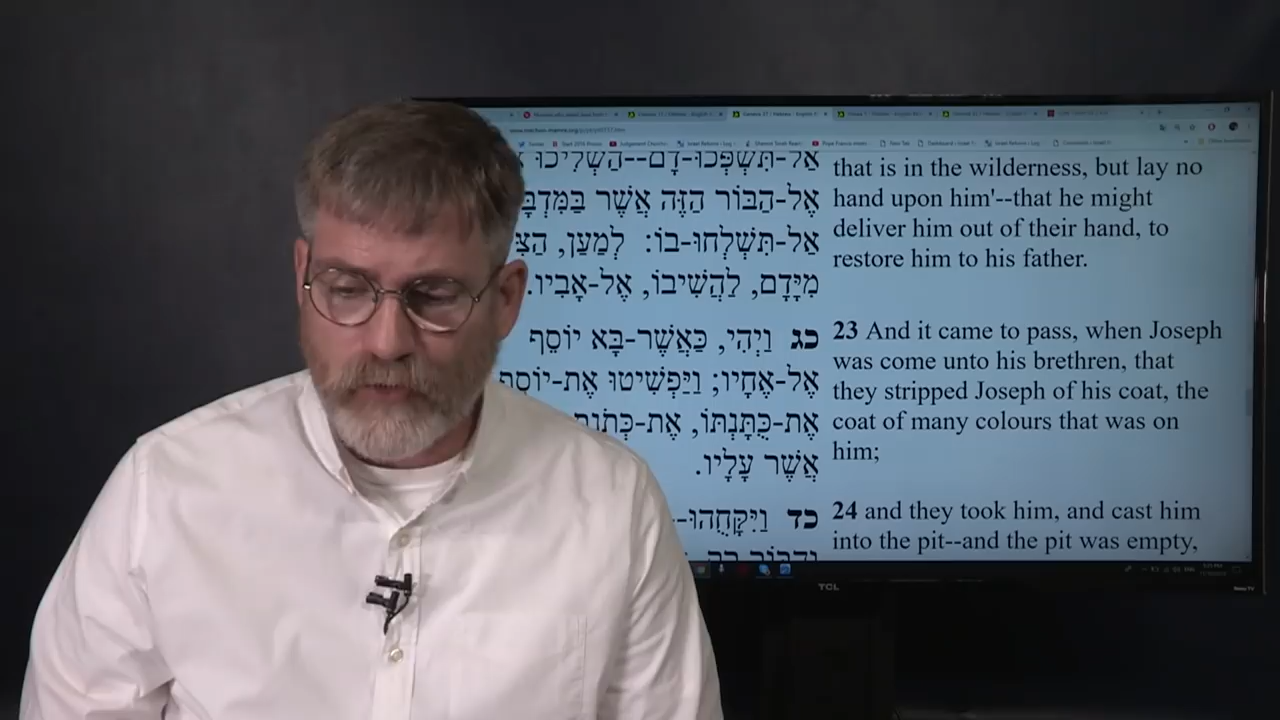 Genesis 37 / Hebrew - English
אַל-תִּשְׁפְּכוּ-דָם--הַשְׁלִיכוּ
אֶל-הַבּוֹר הַזֶּה אֲשֶׁר
אַל-תִּשְׁלְחוּ-בוֹ: לְמַעַן,
מִיָּדָם, לַהֲשִׁיבוֹ, אֶל-אָבִיו.
that is in the wilderness, but lay no
hand upon him'--that he might
deliver him out of their hand, to
restore him to his father.
כג וַיְהִי, כַּאֲשֶׁר-בָּא יוֹסֵף
אֶל-אֶחָיו; וַיַּפְשִׁיטוּ אֶת-יוֹסֵף
אֶת-כֻּתָּנְתּוֹ,
אֲשֶׁר עָלָיו.
23 And it came to pass, when Joseph
was come unto his brethren, that
they stripped Joseph of his coat, the
coat of many colours that was on
him;
כד וַיִּקָּחֻהוּ-
24 and they took him, and cast him
into the pit--and the pit was empty,
TCL